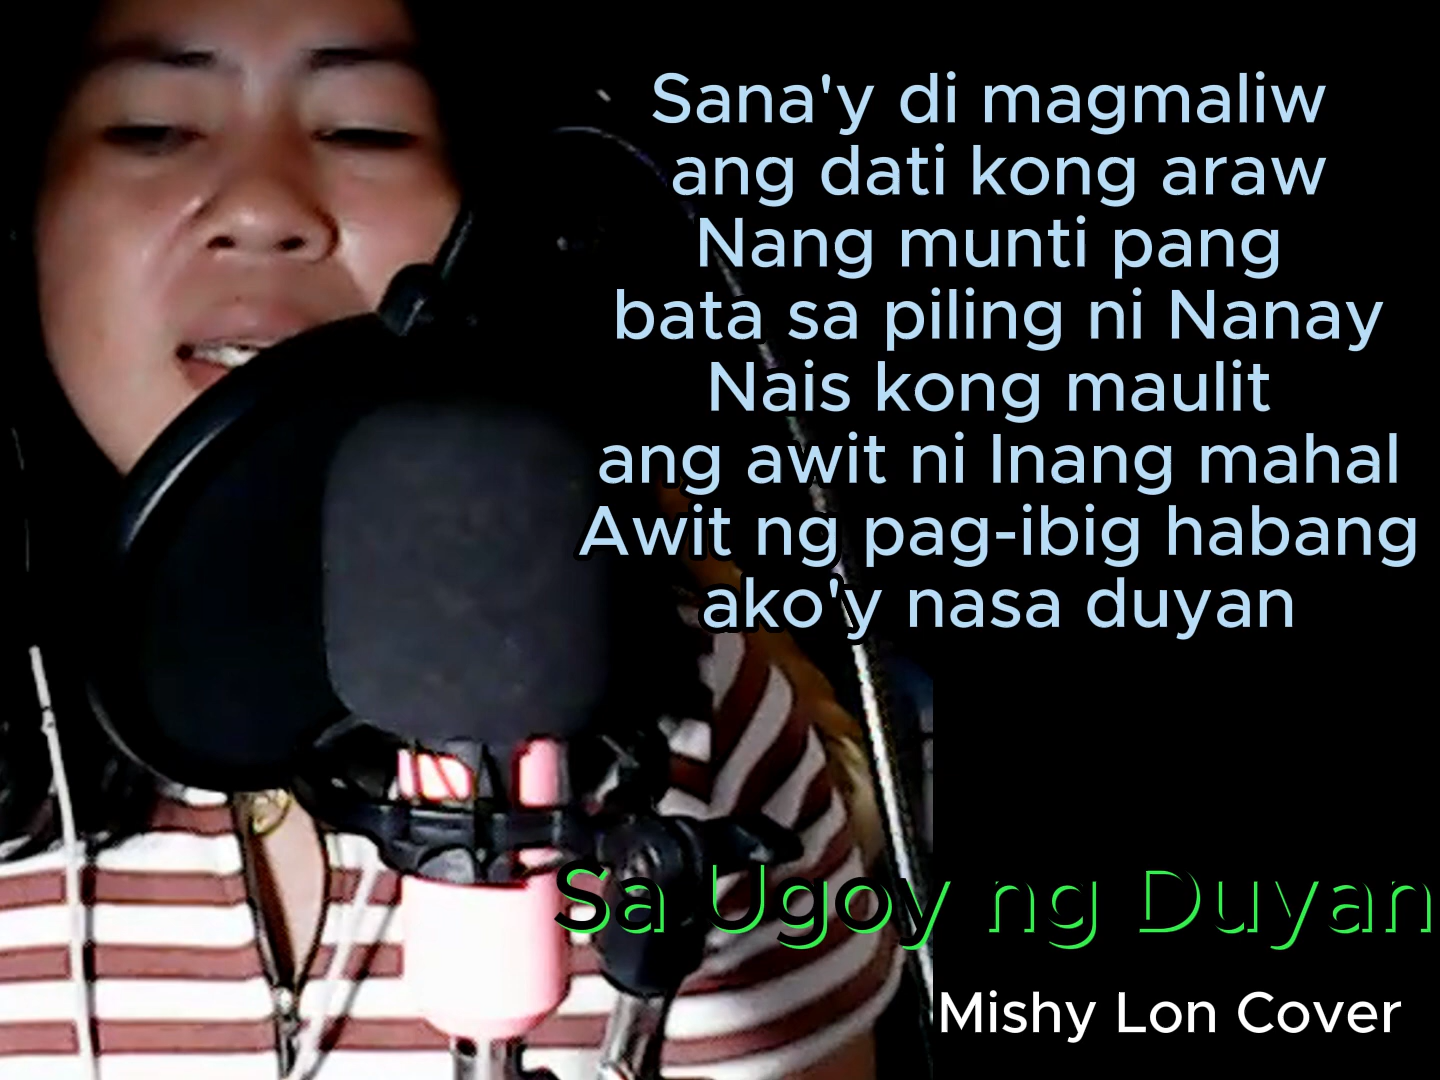 Sana'y di magmaliw
ang dati kong araw
Nang munti pang
bata sa piling ni Nanay
Nais kong maulit
ang awit ni Inang mahal
Awit ng pag-ibig habang
ako'y nasa duyan
Sa Ugoy ng Duyan
Mishy Lon Cover